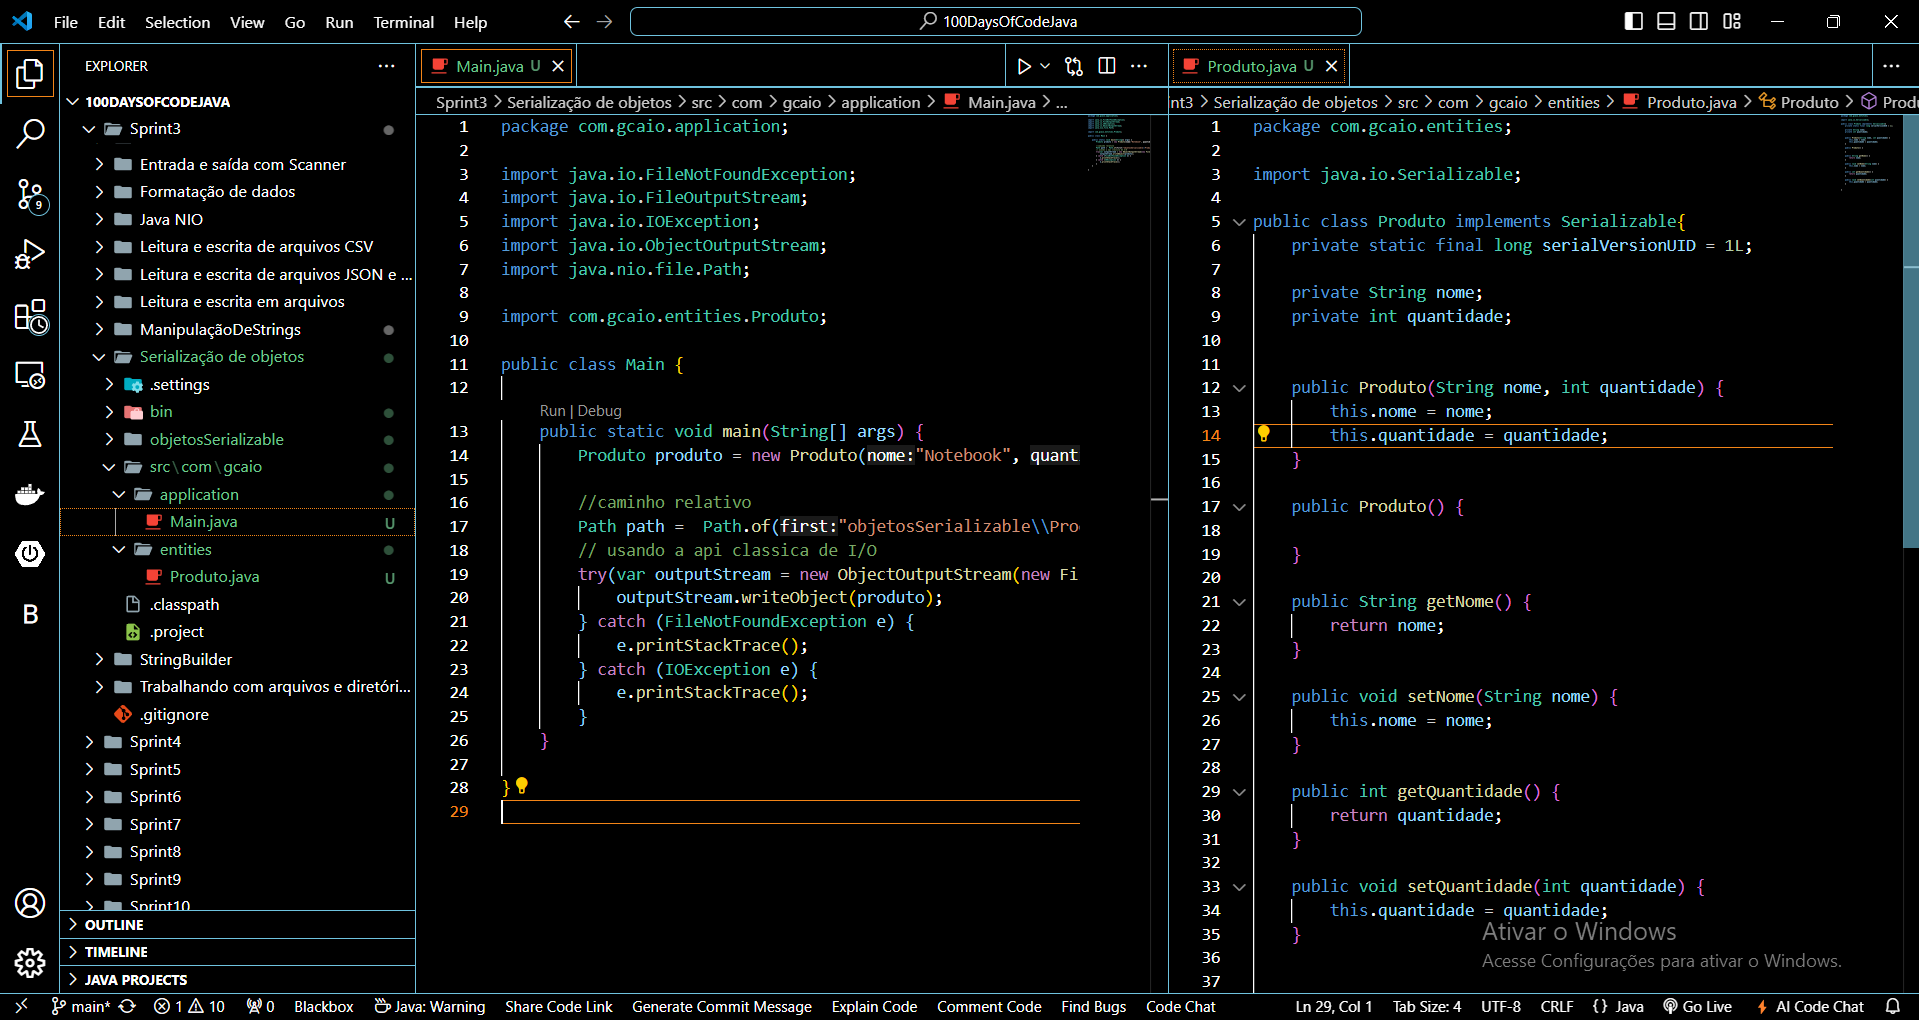 File Edit Selection View Go Run Terminal Help
100DaysOfCodeJava
EXPLORER
100DAYSOFCODEJAVA
Sprint3
Entrada e saída com Scanner
Formatação de dados
Java NIO
Leitura e escrita de arquivos CSV
Leitura e escrita de arquivos JSON e ...
Leitura e escrita em arquivos
ManipulaçãoDeStrings
Serialização de objetos
.settings
bin
objetosSerializable
src\com\gcaio
application
Main.java U
entities
Produto.java U
.classpath
.project
StringBuilder
Trabalhando com arquivos e diretóri...
.gitignore
Sprint4
Sprint5
Sprint6
Sprint7
Sprint8
Sprint9
Sprint10
OUTLINE
TIMELINE
JAVA PROJECTS
9
B
Main.java U
Sprint3 > Serialização de objetos > src > com > gcaio > application > Main.java > ...
1 package com.gcaio.application;
2
3 import java.io.FileNotFoundException;
4 import java.io.FileOutputStream;
5 import java.io.IOException;
6 import java.io.ObjectOutputStream;
7 import java.nio.file.Path;
8
9 import com.gcaio.entities.Produto;
10
11 public class Main {
12
Run | Debug
13 public static void main(String[] args) {
14 Produto produto = new Produto(nome:"Notebook", quant
15
16 //caminho relativo
17 Path path = Path.of(first:"objetosSerializable\\Pro
18 // usando a api classica de I/O
19 try(var outputStream = new ObjectOutputStream(new Fi
20 outputStream.writeObject(produto);
21 } catch (FileNotFoundException e) {
22 e.printStackTrace();
23 } catch (IOException e) {
24 e.printStackTrace();
25 }
26 }
27
28 }
29
Produto.java U
nt3 > Serialização de objetos > src > com > gcaio > entities > Produto.java > Produto > Produ
1 package com.gcaio.entities;
2
3 import java.io.Serializable;
4
5 public class Produto implements Serializable{
6 private static final long serialVersionUID = 1L;
7
8 private String nome;
9 private int quantidade;
10
11
12 public Produto(String nome, int quantidade) {
13 this.nome = nome;
14 this.quantidade = quantidade;
15 }
16
17 public Produto() {
18
19 }
20
21 public String getNome() {
22 return nome;
23 }
24
25 public void setNome(String nome) {
26 this.nome = nome;
27 }
28
29 public int getQuantidade() {
30 return quantidade;
31 }
32
33 public void setQuantidade(int quantidade) {
34 this.quantidade = quantidade;
35 }
36
37
Ativar o Windows
Acesse Configurações para ativar o Windows.
main* 1 10 0 Blackbox Java: Warning Share Code Link Generate Commit Message Explain Code Comment Code Find Bugs Code Chat Ln 29, Col 1 Tab Size: 4 UTF-8 CRLF {} Java Go Live AI Code Chat